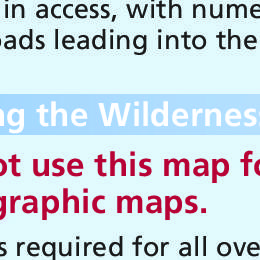 in access, with nume
oads leading into the
ng the Wildernes
ot use this map fo
graphic maps.
s required for all ove